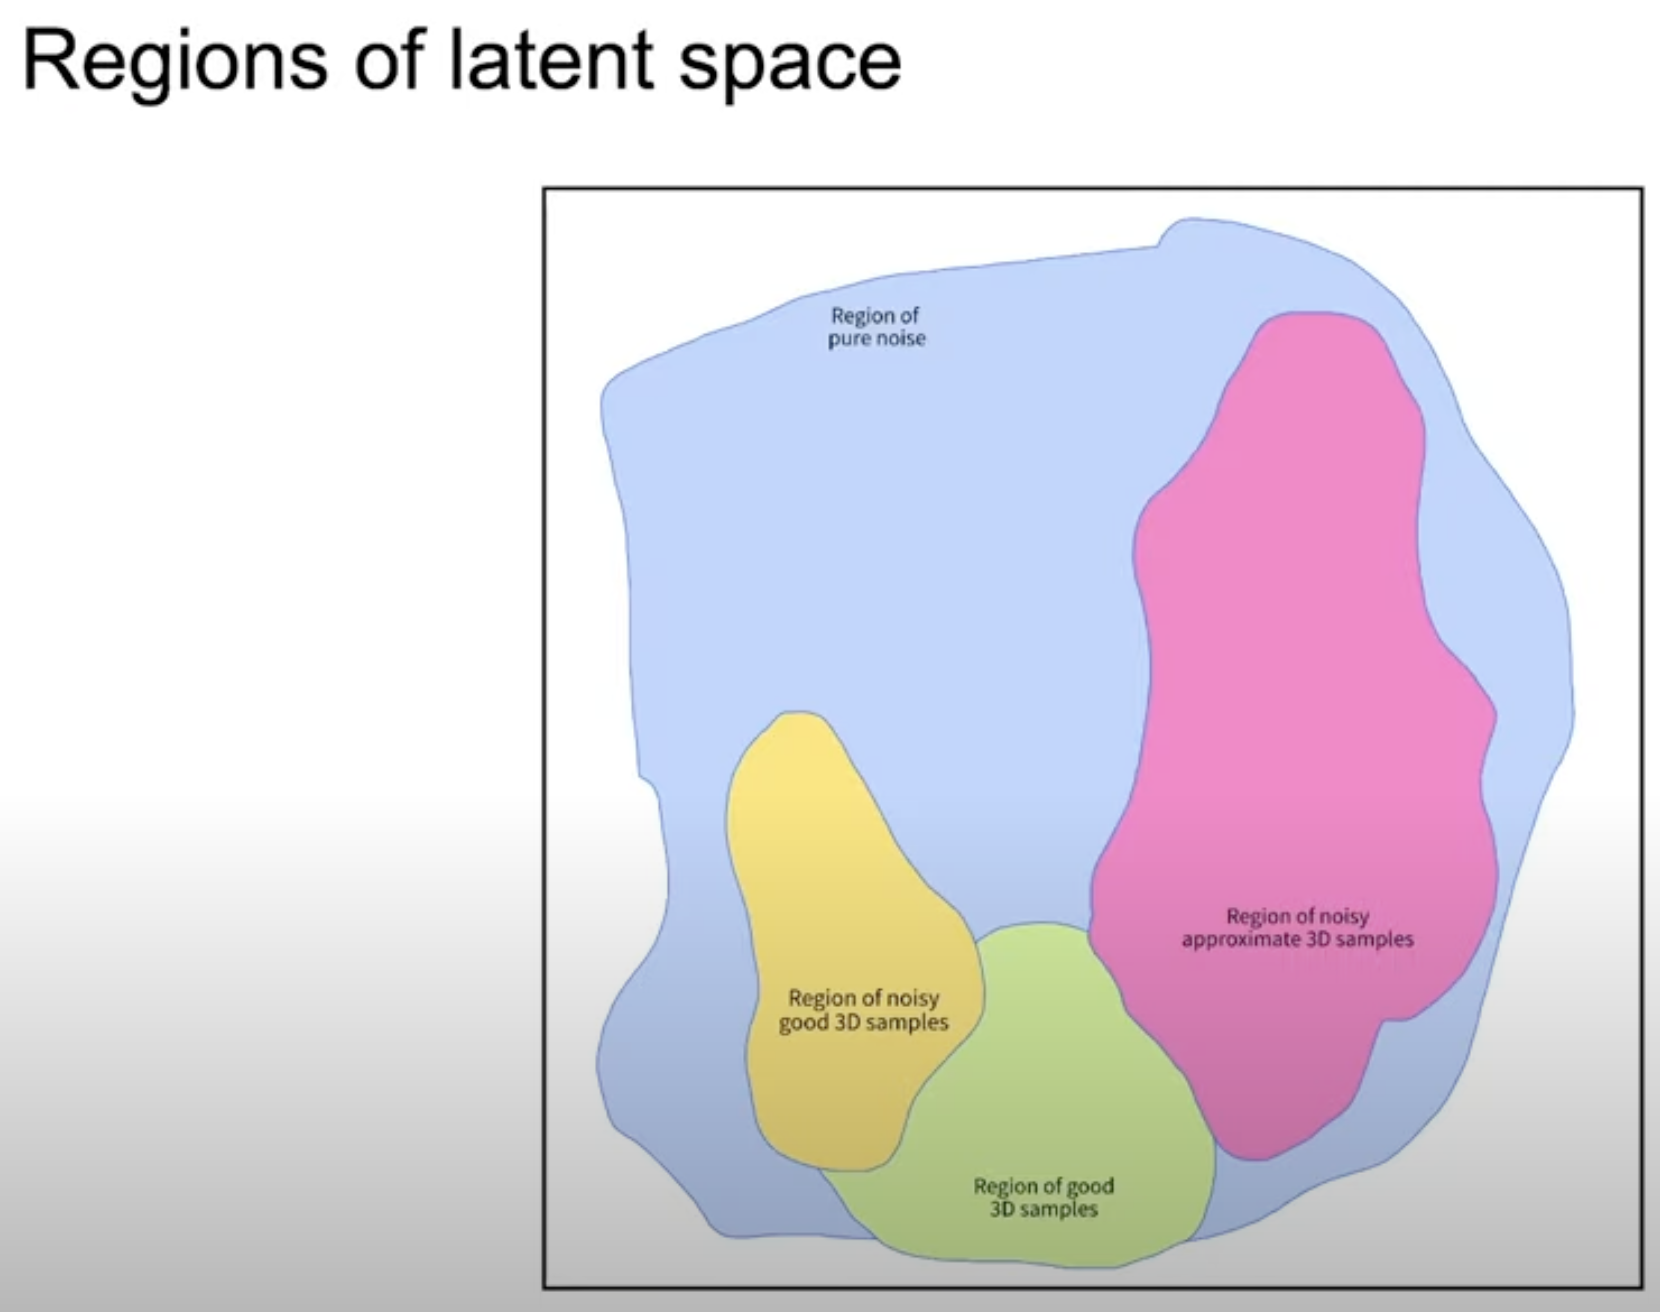 Regions of latent space
Region of
pure noise
Region of noisy
approximate 3D samples
Region of noisy
good 3D samples
Region of good
3D samples